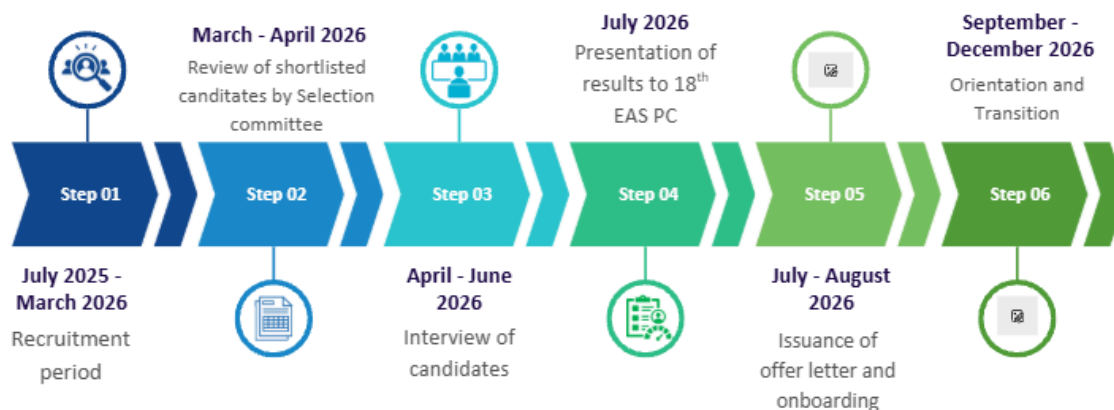 March - April 2026
Review of shortlisted
canditates by Selection
committee
July 2026
Presentation of
results to 18th
EAS PC
September -
December 2026
Orientation and
Transition
Step 01
Step 02
Step 03
Step 04
Step 05
Step 06
July 2025 -
March 2026
Recruitment
period
April - June
2026
Interview of
candidates
July - August
2026
Issuance of
offer letter and
onboarding